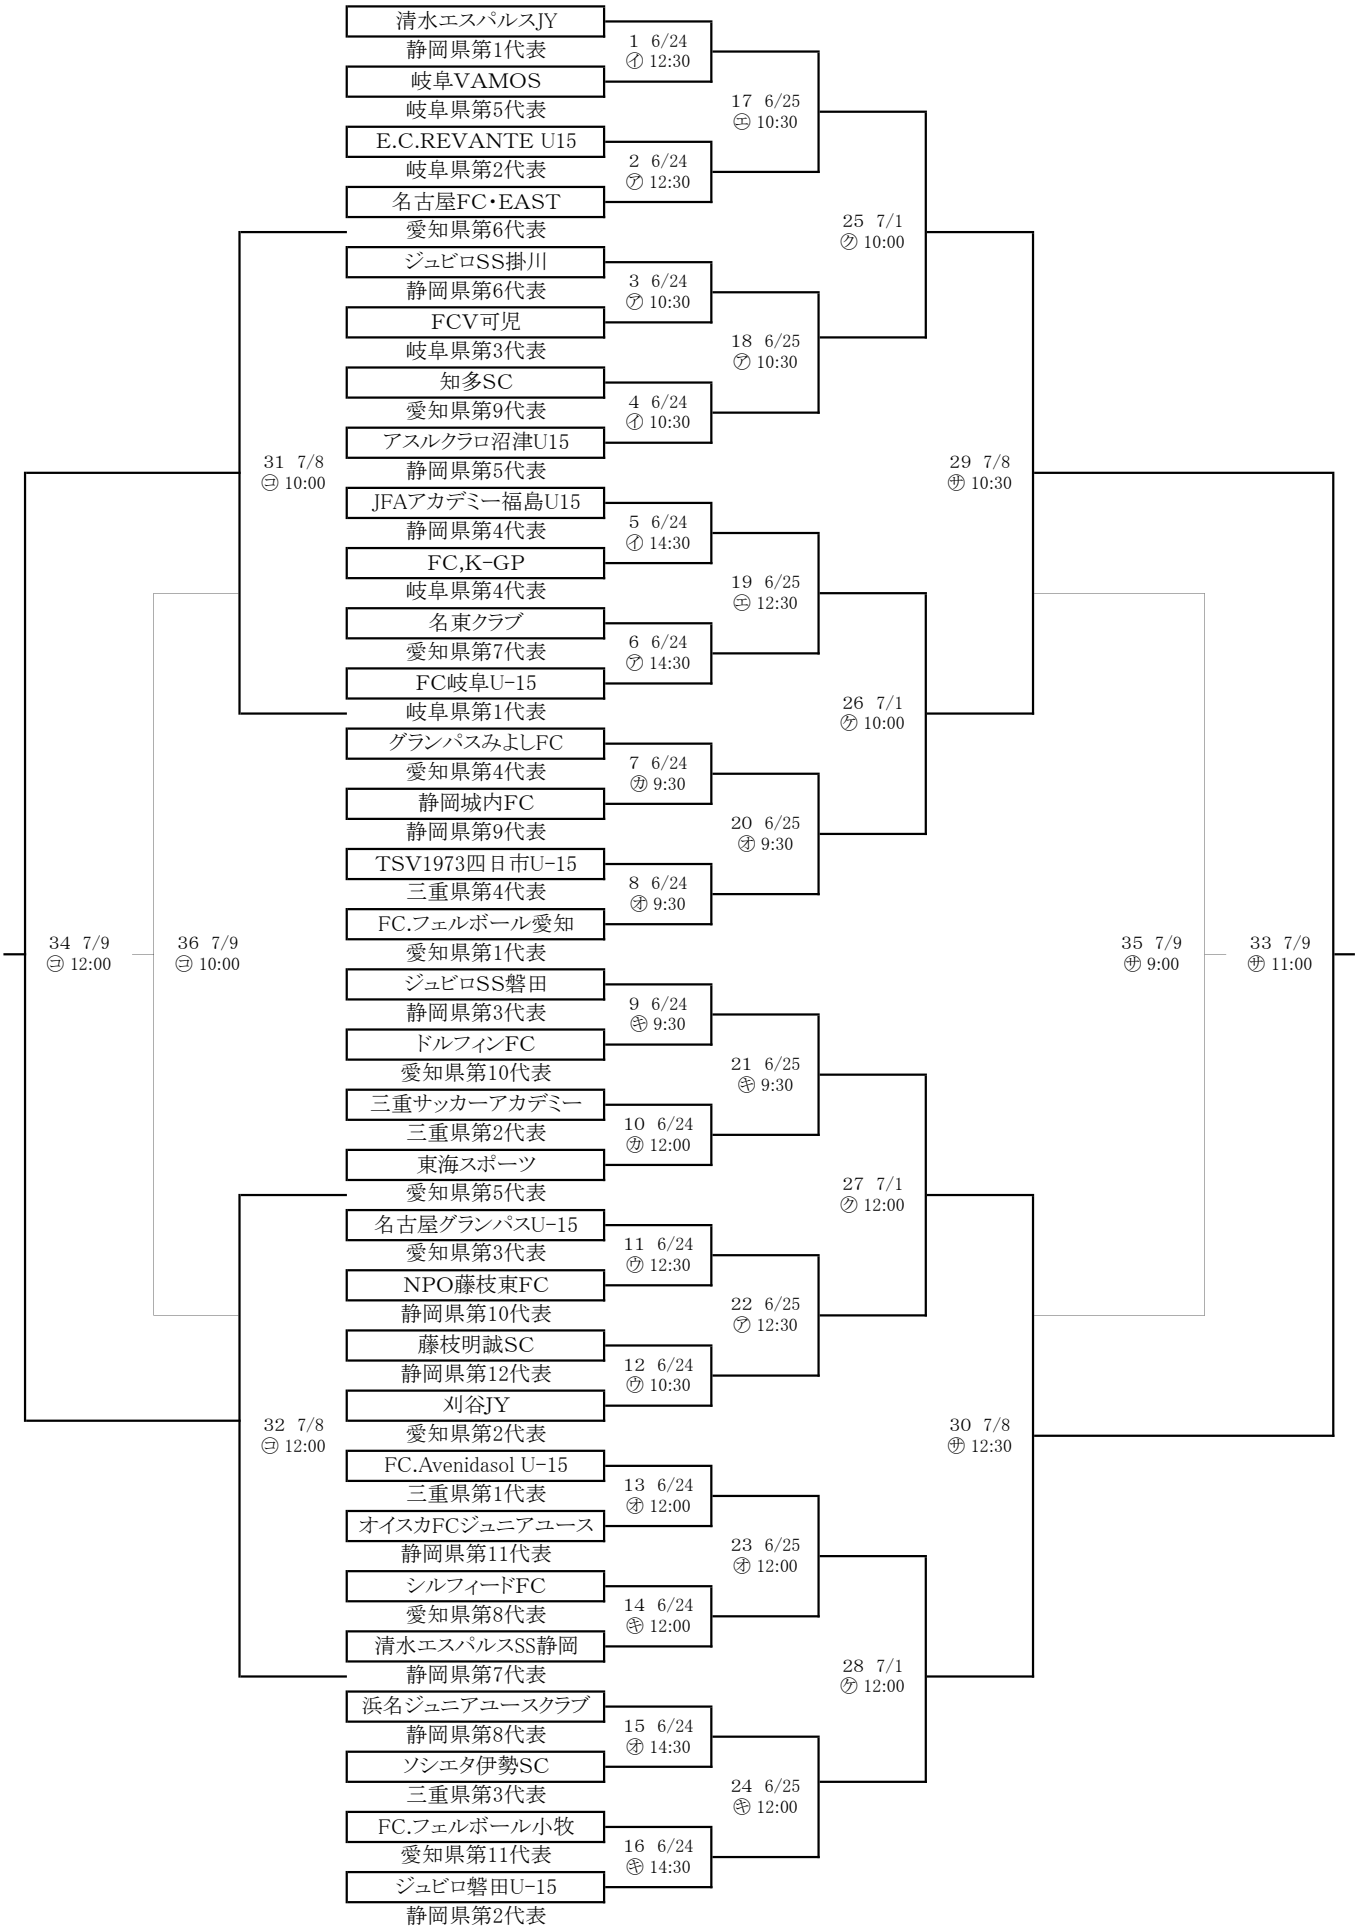 清水エスパルスJY
静岡県第1代表
岐阜VAMOS
岐阜県第5代表
E.C.REVANTE U15
岐阜県第2代表
名古屋FC・EAST
愛知県第6代表
ジュビロSS掛川
静岡県第6代表
FCV可児
岐阜県第3代表
知多SC
愛知県第9代表
アスルクラロ沼津U15
静岡県第5代表
JFAアカデミー福島U15
静岡県第4代表
FC,K-GP
岐阜県第4代表
名東クラブ
愛知県第7代表
FC岐阜U-15
岐阜県第1代表
グランパスみよしFC
愛知県第4代表
静岡城内FC
静岡県第9代表
TSV1973四日市U-15
三重県第4代表
FC.フェルボール愛知
愛知県第1代表
ジュビロSS磐田
静岡県第3代表
ドルフィンFC
愛知県第10代表
三重サッカーアカデミー
三重県第2代表
東海スポーツ
愛知県第5代表
名古屋グランパスU-15
愛知県第3代表
NPO藤枝東FC
静岡県第10代表
藤枝明誠SC
静岡県第12代表
刈谷JY
愛知県第2代表
FC.Avenidasol U-15
三重県第1代表
オイスカFCジュニアユース
静岡県第11代表
シルフィードFC
愛知県第8代表
清水エスパルスSS静岡
静岡県第7代表
浜名ジュニアユースクラブ
静岡県第8代表
ソシエタ伊勢SC
三重県第3代表
FC.フェルボール小牧
愛知県第11代表
ジュビロ磐田U-15
静岡県第2代表
1 6/24
㋑ 12:30
2 6/24
㋐ 12:30
3 6/24
㋐ 10:30
4 6/24
㋑ 10:30
5 6/24
㋑ 14:30
6 6/24
㋐ 14:30
7 6/24
㋕ 9:30
8 6/24
㋔ 9:30
9 6/24
㋖ 9:30
10 6/24
㋕ 12:00
11 6/24
㋒ 12:30
12 6/24
㋒ 10:30
13 6/24
㋔ 12:00
14 6/24
㋖ 12:00
15 6/24
㋔ 14:30
16 6/24
㋖ 14:30
17 6/25
㋓ 10:30
18 6/25
㋐ 10:30
19 6/25
㋓ 12:30
20 6/25
㋔ 9:30
21 6/25
㋖ 9:30
22 6/25
㋐ 12:30
23 6/25
㋔ 12:00
24 6/25
㋖ 12:00
25 7/1
㋗ 10:00
26 7/1
㋘ 10:00
27 7/1
㋗ 12:00
28 7/1
㋘ 12:00
29 7/8
㋚ 10:30
30 7/8
㋚ 12:30
31 7/8
㋙ 10:00
32 7/8
㋙ 12:00
34 7/9
㋙ 12:00
36 7/9
㋙ 10:00
35 7/9
㋚ 9:00
33 7/9
㋚ 11:00